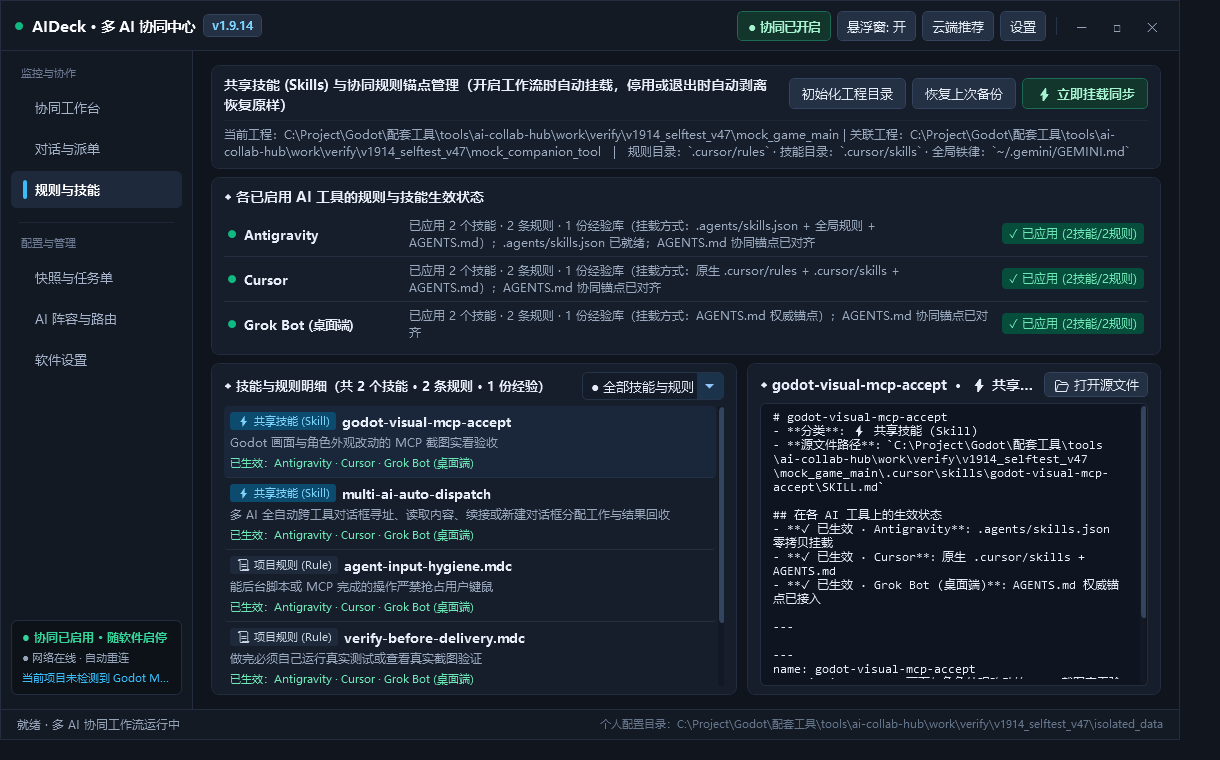 AIDeck • 多 AI 协同中心 v1.9.14
● 协同已开启 悬浮窗: 开 云端推荐 设置
监控与协作
协同工作台
对话与派单
规则与技能
配置与管理
快照与任务单
AI 阵容与路由
软件设置
● 协同已启用 • 随软件启停
● 网络在线 · 自动重连
当前项目未检测到 Godot M...
共享技能 (Skills) 与协同规则锚点管理（开启工作流时自动挂载，停用或退出时自动剥离
恢复原样）
初始化工程目录 恢复上次备份 立即挂载同步
当前工程：C:\Project\Godot\配套工具\tools\ai-collab-hub\work\verify\v1914_selftest_v47\mock_game_main | 关联工程：C:\Project\Godot\配套工具\tools\ai-
collab-hub\work\verify\v1914_selftest_v47\mock_companion_tool | 规则目录：`.cursor/rules` · 技能目录：`.cursor/skills` · 全局铁律：`~/.gemini/GEMINI.md`
各已启用 AI 工具的规则与技能生效状态
Antigravity
已应用 2 个技能 · 2 条规则 · 1 份经验库（挂载方式：.agents/skills.json + 全局规则 +
AGENTS.md）；.agents/skills.json 已就绪；AGENTS.md 协同锚点已对齐
✓ 已应用 (2技能/2规则)
Cursor
已应用 2 个技能 · 2 条规则 · 1 份经验库（挂载方式：原生 .cursor/rules + .cursor/skills +
AGENTS.md）；AGENTS.md 协同锚点已对齐
✓ 已应用 (2技能/2规则)
Grok Bot (桌面端)
已应用 2 个技能 · 2 条规则 · 1 份经验库（挂载方式：AGENTS.md 权威锚点）；AGENTS.md 协同锚点已对
齐
✓ 已应用 (2技能/2规则)
技能与规则明细（共 2 个技能 • 2 条规则 • 1 份经验）
● 全部技能与规则
共享技能 (Skill) godot-visual-mcp-accept
Godot 画面与角色外观改动的 MCP 截图实看验收
已生效：Antigravity · Cursor · Grok Bot (桌面端)
共享技能 (Skill) multi-ai-auto-dispatch
多 AI 全自动跨工具对话框寻址、读取内容、续接或新建对话框分配工作与结果回收
已生效：Antigravity · Cursor · Grok Bot (桌面端)
项目规则 (Rule) agent-input-hygiene.mdc
能后台脚本或 MCP 完成的操作严禁抢占用户键鼠
已生效：Antigravity · Cursor · Grok Bot (桌面端)
项目规则 (Rule) verify-before-delivery.mdc
做完必须自己运行真实测试或查看真实截图验证
已生效：Antigravity · Cursor · Grok Bot (桌面端)
godot-visual-mcp-accept • 共享...
打开源文件
# godot-visual-mcp-accept
- **分类**: 共享技能 (Skill)
- **源文件路径**: `C:\Project\Godot\配套工具\tools
\ai-collab-hub\work\verify\v1914_selftest_v47
\mock_game_main\.cursor\skills\godot-visual-mcp-
accept\SKILL.md`
## 在各 AI 工具上的生效状态
- **✓ 已生效 · Antigravity**: .agents/skills.json
零拷贝挂载
- **✓ 已生效 · Cursor**: 原生 .cursor/skills +
AGENTS.md
- **✓ 已生效 · Grok Bot (桌面端)**: AGENTS.md 权威锚
点已接入
---
---
name: godot-visual-mcp-accept
就绪 · 多 AI 协同工作流运行中
个人配置目录：C:\Project\Godot\配套工具\tools\ai-collab-hub\work\verify\v1914_selftest_v47\isolated_data